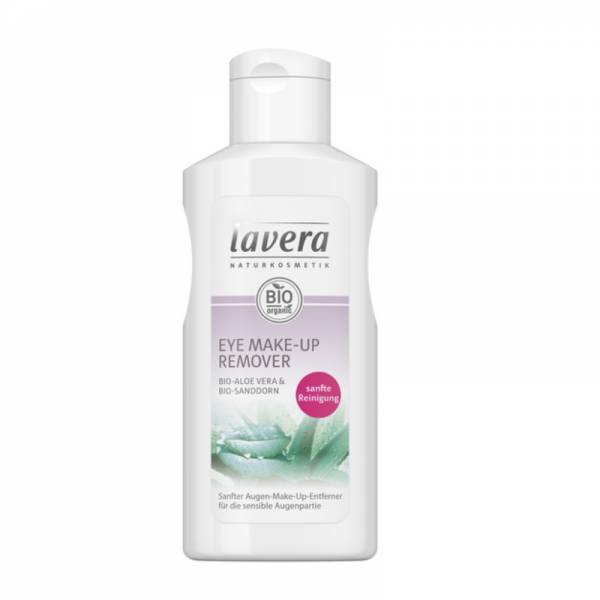 lavera
NATURKOSMETIK
BIO
organic
EYE MAKE-UP
REMOVER
BIO-ALOE VERA &
BIO-SANDDORN
sanfte
Reinigung
Sanfter Augen-Make-Up-Entferner
für die sensible Augenpartie